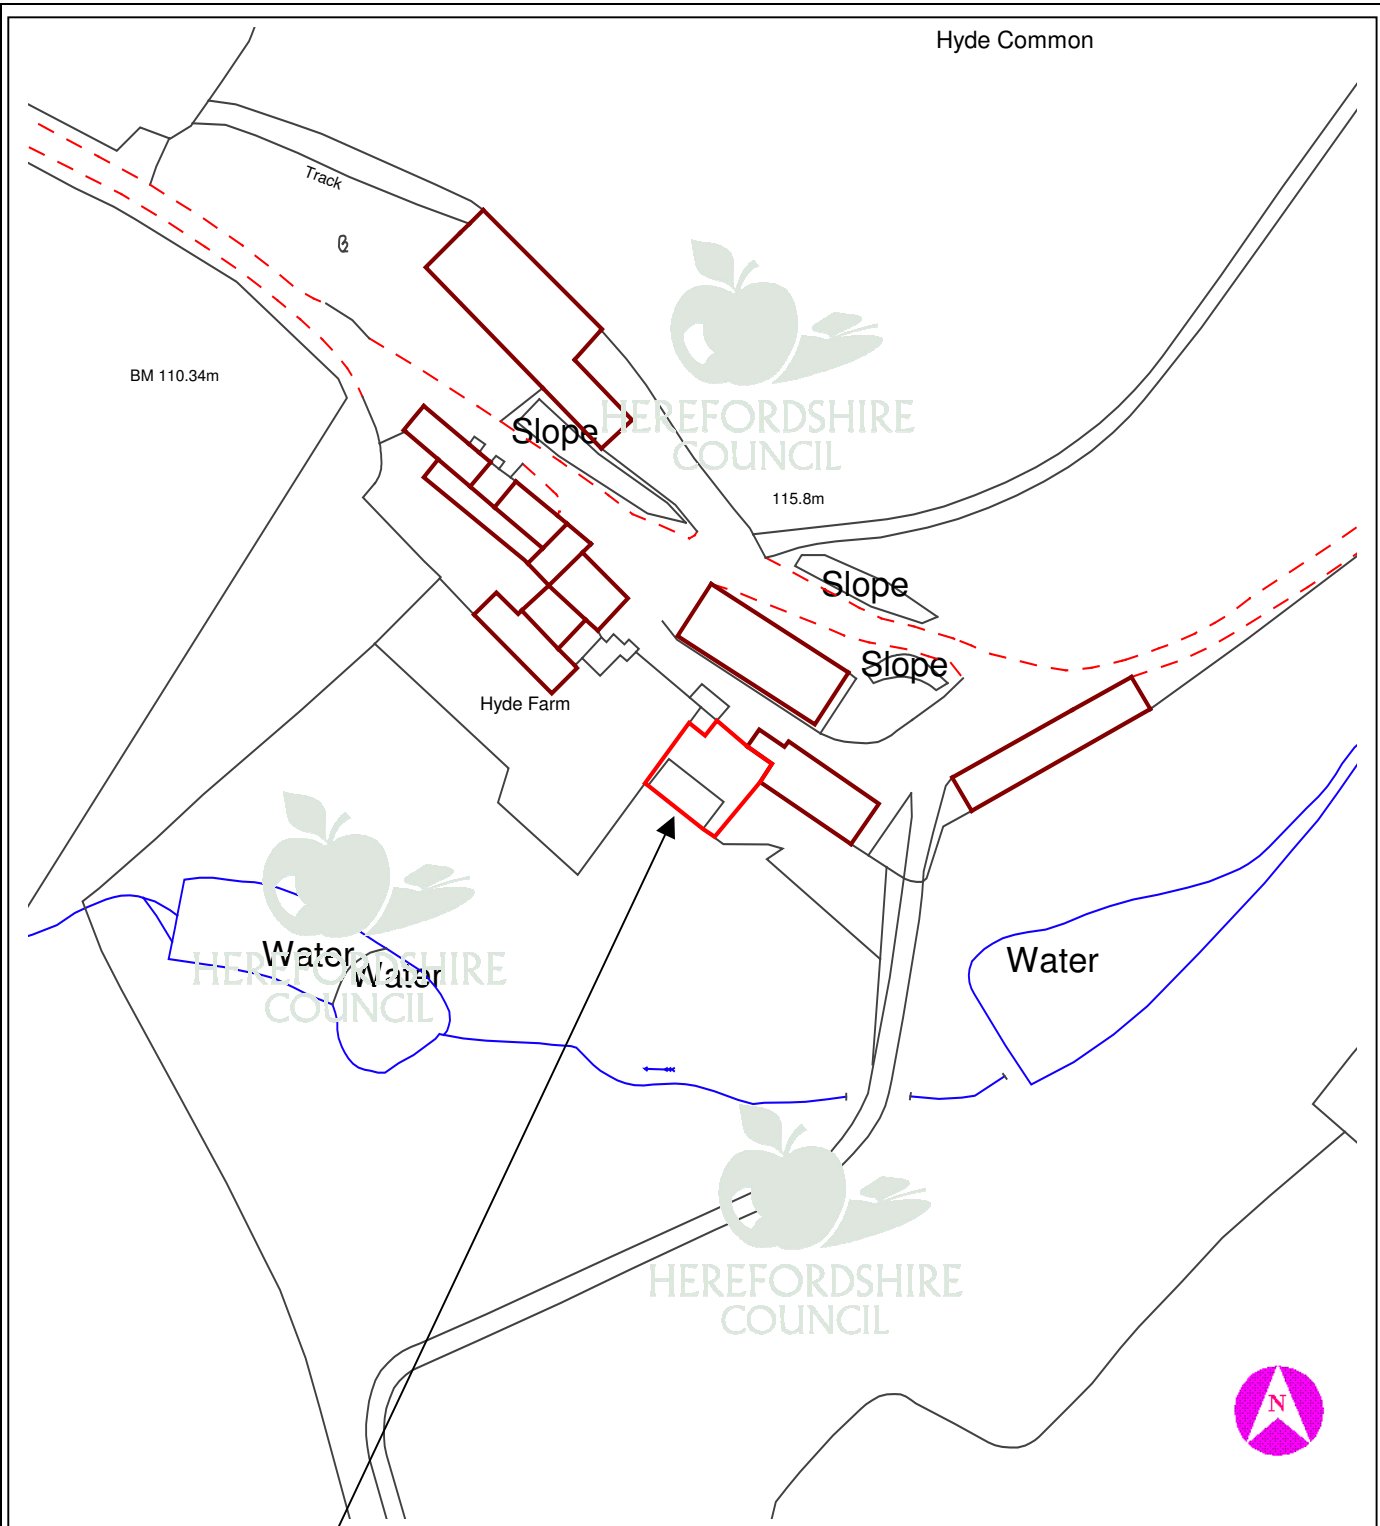 Hyde Common
Track
BM 110.34m
HEREFORDSHIRE
COUNCIL
Slope
115.8m
Slope
Slope
Hyde Farm
Water
Water
HEREFORDSHIRE
COUNCIL
Water
HEREFORDSHIRE
COUNCIL
N